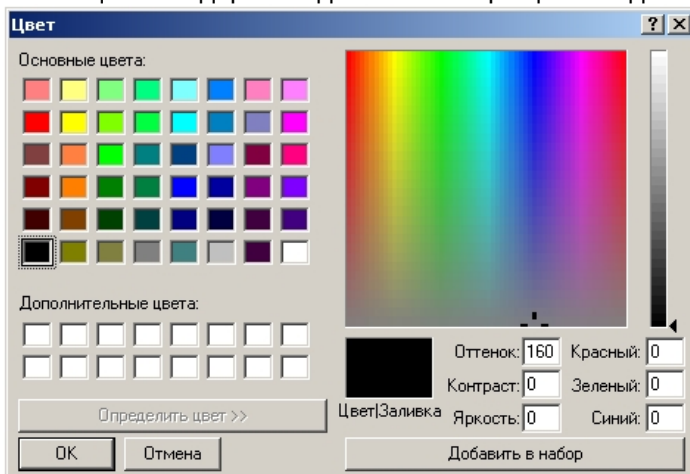 Цвет
Основные цвета:
Дополнительные цвета:
Определить цвет >>
OK Отмена
Цвет|Заливка
Оттенок: 160 Красный: 0
Контраст: 0 Зеленый: 0
Яркость: 0 Синий: 0
Добавить в набор